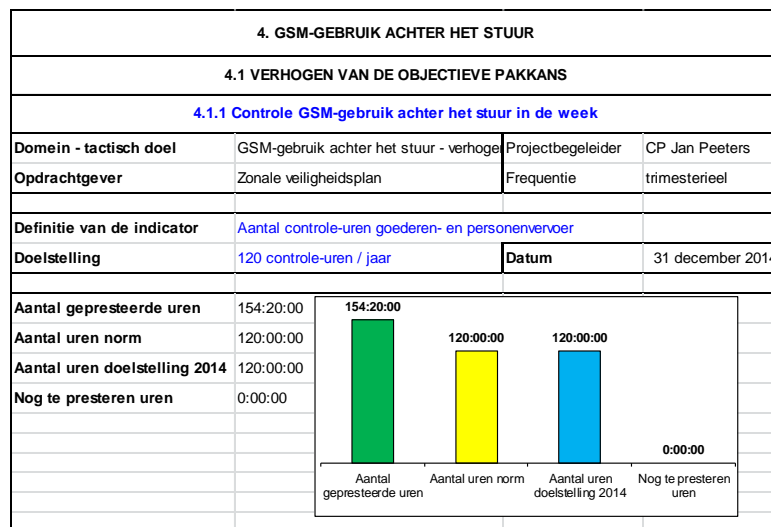 4. GSM-GEBRUIK ACHTER HET STUUR
4.1 VERHOGEN VAN DE OBJECTIEVE PAKKANS
4.1.1 Controle GSM-gebruik achter het stuur in de week
Domein - tactisch doel GSM-gebruik achter het stuur - verhogen Projectbegeleider CP Jan Peeters
Opdrachtgever Zonale veiligheidsplan Frequentie trimesterieel
Definitie van de indicator Aantal controle-uren goederen- en personenvervoer
Doelstelling 120 controle-uren / jaar Datum 31 december 2014
Aantal gepresteerde uren 154:20:00
Aantal uren norm 120:00:00
Aantal uren doelstelling 2014 120:00:00
Nog te presteren uren 0:00:00
154:20:00
120:00:00 120:00:00
0:00:00
Aantal Aantal uren norm Aantal uren Nog te presteren
gepresteerde uren doelstelling 2014 uren